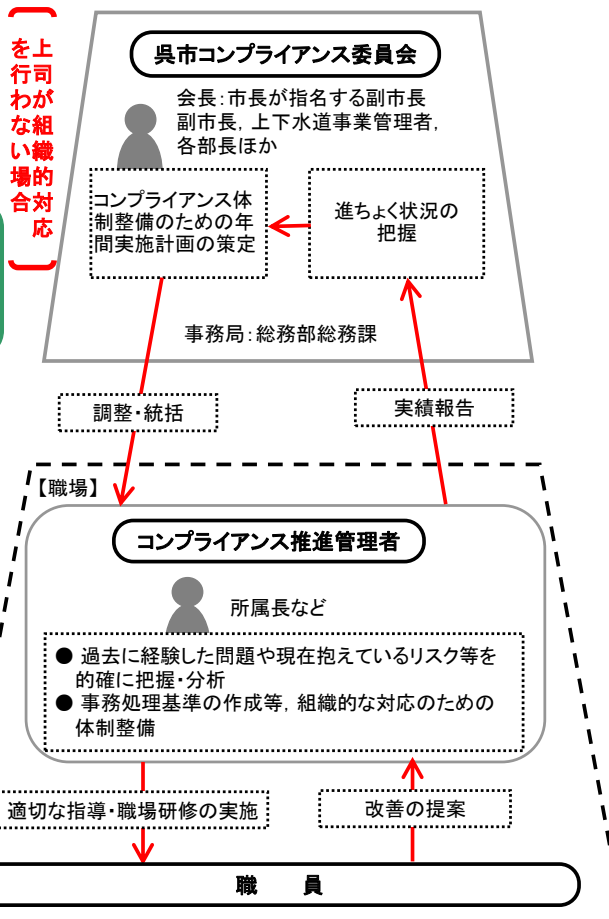 上司が組織的対応
を行わない場合
呉市コンプライアンス委員会
会長：市長が指名する副市長
副市長，上下水道事業管理者，
各部長ほか
コンプライアンス体
制整備のための年
間実施計画の策定
進ちょく状況の
把握
事務局：総務部総務課
調整・統括
実績報告
【職場】
コンプライアンス推進管理者
所属長など
● 過去に経験した問題や現在抱えているリスク等を
的確に把握・分析
● 事務処理基準の作成等，組織的な対応のための
体制整備
適切な指導・職場研修の実施
改善の提案
職　員